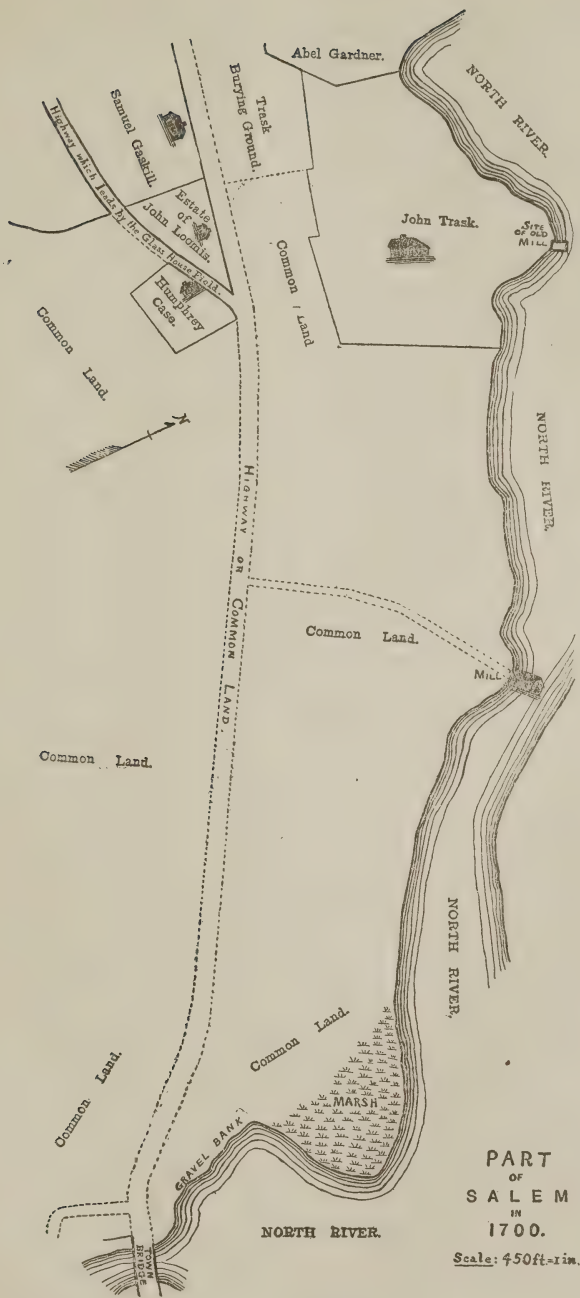 Abel Gardner.
NORTH RIVER.
Trask
Burying Ground.
Samuel Gaskill.
Highway which leads by the Glass House Field.
Estate
of
John Loomis.
John Trask.
SITE
OF OLD
MILL
Common Land
Humphrey
Case.
Common Land.
N
NORTH RIVER.
HIGHWAY OR COMMON LAND.
Common Land.
MILL
Common Land.
NORTH RIVER.
Common Land.
MARSH
Common Land.
GRAVEL BANK
NORTH RIVER.
TOWN
BRIDGE
PART
OF
SALEM
IN
1700.
Scale: 450ft.=1in.